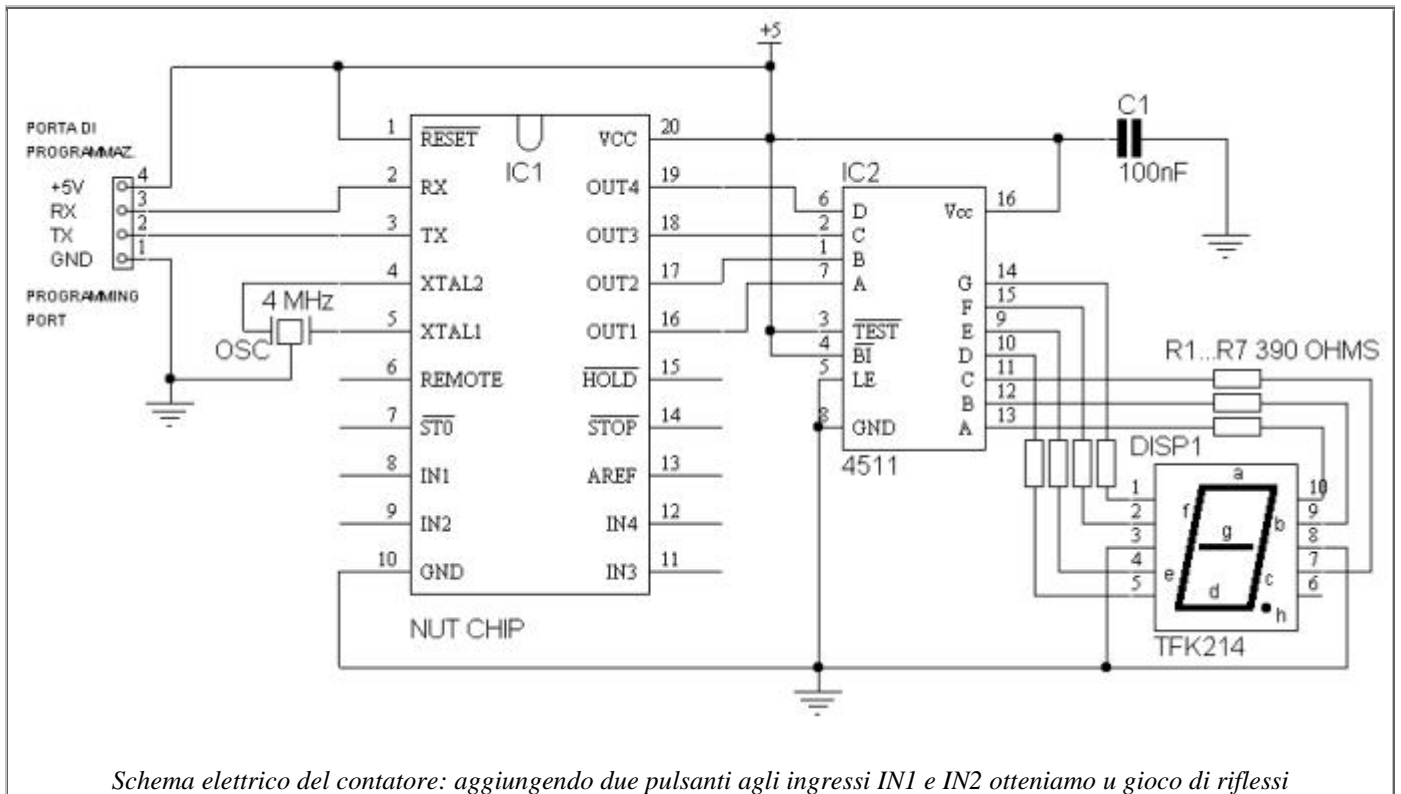 +5
C1
100nF
PORTA DI
PROGRAMMAZ.
+5V 4
RX 3
TX 2
GND 1
PROGRAMMING
PORT
4 MHz
OSC
IC1
1 RESET VCC 20
2 RX OUT4 19
3 TX OUT3 18
4 XTAL2 OUT2 17
5 XTAL1 OUT1 16
6 REMOTE HOLD 15
7 ST0 STOP 14
8 IN1 AREF 13
9 IN2 IN4 12
10 GND IN3 11
NUT CHIP
IC2
6 D Vcc 16
2 C
1 B
7 A G 14
F 15
3 TEST E 9
4 BI D 10
5 LE C 11
B 12
8 GND A 13
4511
R1...R7 390 OHMS
DISP1
1 a 10
2 f b 9
3 g 8
4 e c 7
5 d h 6
TFK214
Schema elettrico del contatore: aggiungendo due pulsanti agli ingressi IN1 e IN2 otteniamo u gioco di riflessi